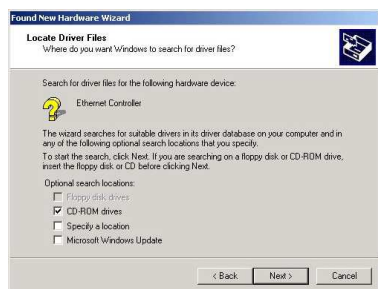 Found New Hardware Wizard
Locate Driver Files
Where do you want Windows to search for driver files?
Search for driver files for the following hardware device:
Ethernet Controller
The wizard searches for suitable drivers in its driver database on your computer and in
any of the following optional search locations that you specify.
To start the search, click Next. If you are searching on a floppy disk or CD-ROM drive,
insert the floppy disk or CD before clicking Next.
Optional search locations:
Floppy disk drives
CD-ROM drives
Specify a location
Microsoft Windows Update
< Back Next > Cancel